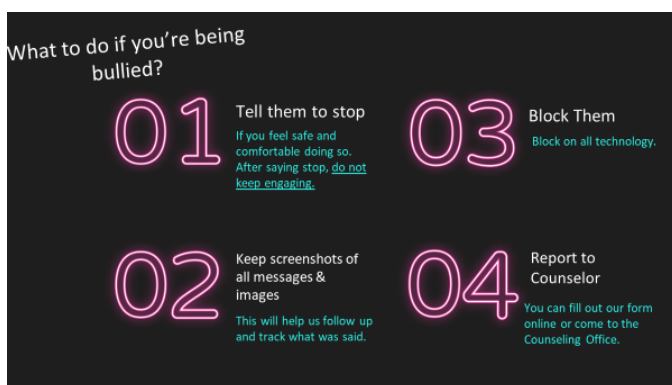 What to do if you're being
bullied?
01
Tell them to stop
If you feel safe and
comfortable doing so.
After saying stop, do not
keep engaging.
02
Keep screenshots of
all messages &
images
This will help us follow up
and track what was said.
03
Block Them
Block on all technology.
04
Report to
Counselor
You can fill out our form
online or come to the
Counseling Office.